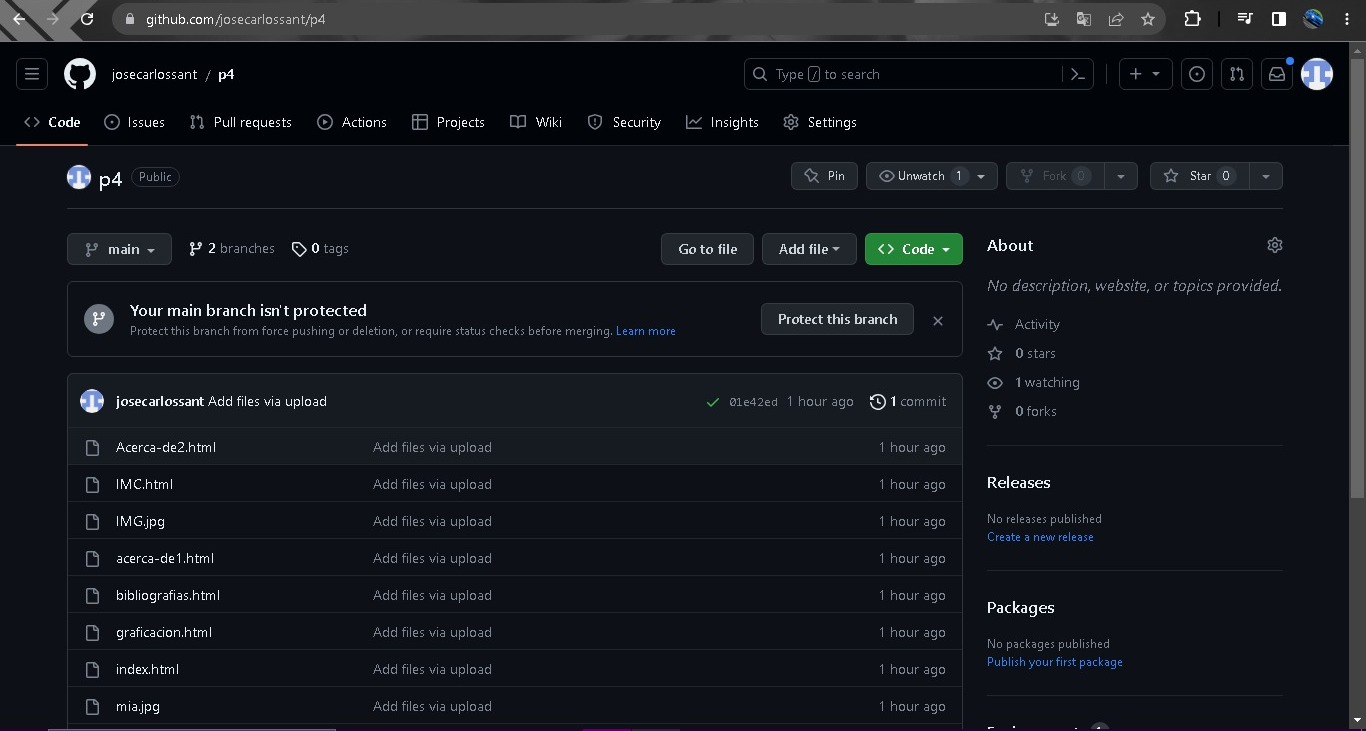 github.com/josecarlossant/p4
josecarlossant / p4
Type / to search
Code Issues Pull requests Actions Projects Wiki Security Insights Settings
p4 Public
Pin Unwatch 1 Fork 0 Star 0
main 2 branches 0 tags Go to file Add file Code
Your main branch isn't protected
Protect this branch from force pushing or deletion, or require status checks before merging. Learn more
Protect this branch
josecarlossant Add files via upload 01e42ed 1 hour ago 1 commit
Acerca-de2.html Add files via upload 1 hour ago
IMC.html Add files via upload 1 hour ago
IMG.jpg Add files via upload 1 hour ago
acerca-de1.html Add files via upload 1 hour ago
bibliografias.html Add files via upload 1 hour ago
graficacion.html Add files via upload 1 hour ago
index.html Add files via upload 1 hour ago
mia.jpg Add files via upload 1 hour ago
About
No description, website, or topics provided.
Activity
0 stars
1 watching
0 forks
Releases
No releases published
Create a new release
Packages
No packages published
Publish your first package